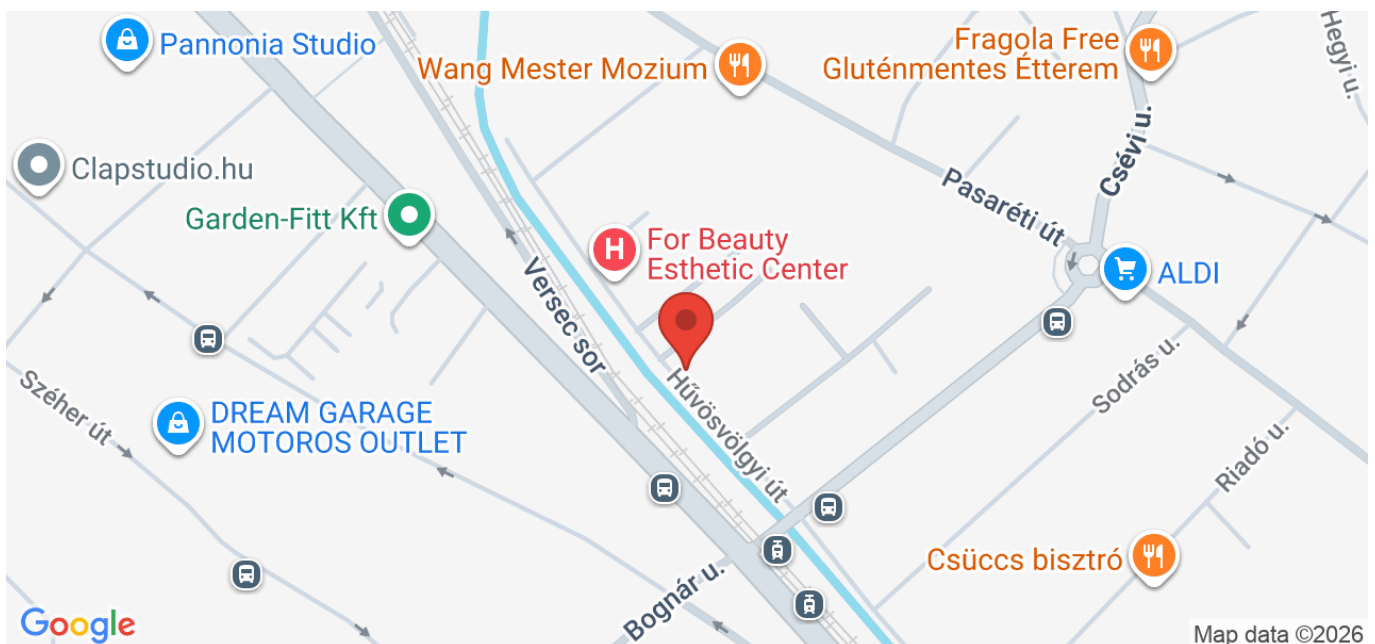 Pannonia Studio
Wang Mester Mozium
Fragola Free
Gluténmentes Étterem
Hegyi u.
Clapstudio.hu
Csévi u.
Pasaréti út
Garden-Fitt Kft
H
For Beauty
Esthetic Center
Versec sor
ALDI
Hűvösvölgyi út
Sodrás u.
Széher út
DREAM GARAGE
MOTOROS OUTLET
Riadó u.
Csüccs bisztró
Bognár u.
Google
Map data ©2026